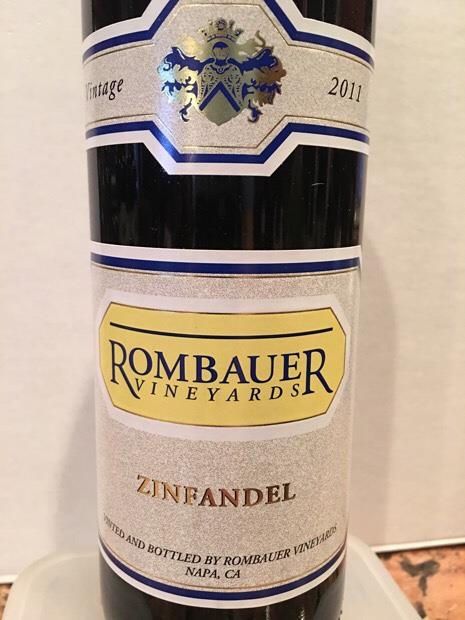 Vintage 2011
ROMBAUER
VINEYARDS
ZINFANDEL
AND BOTTLED BY ROMBAUER VINEYARDS
NAPA, CA